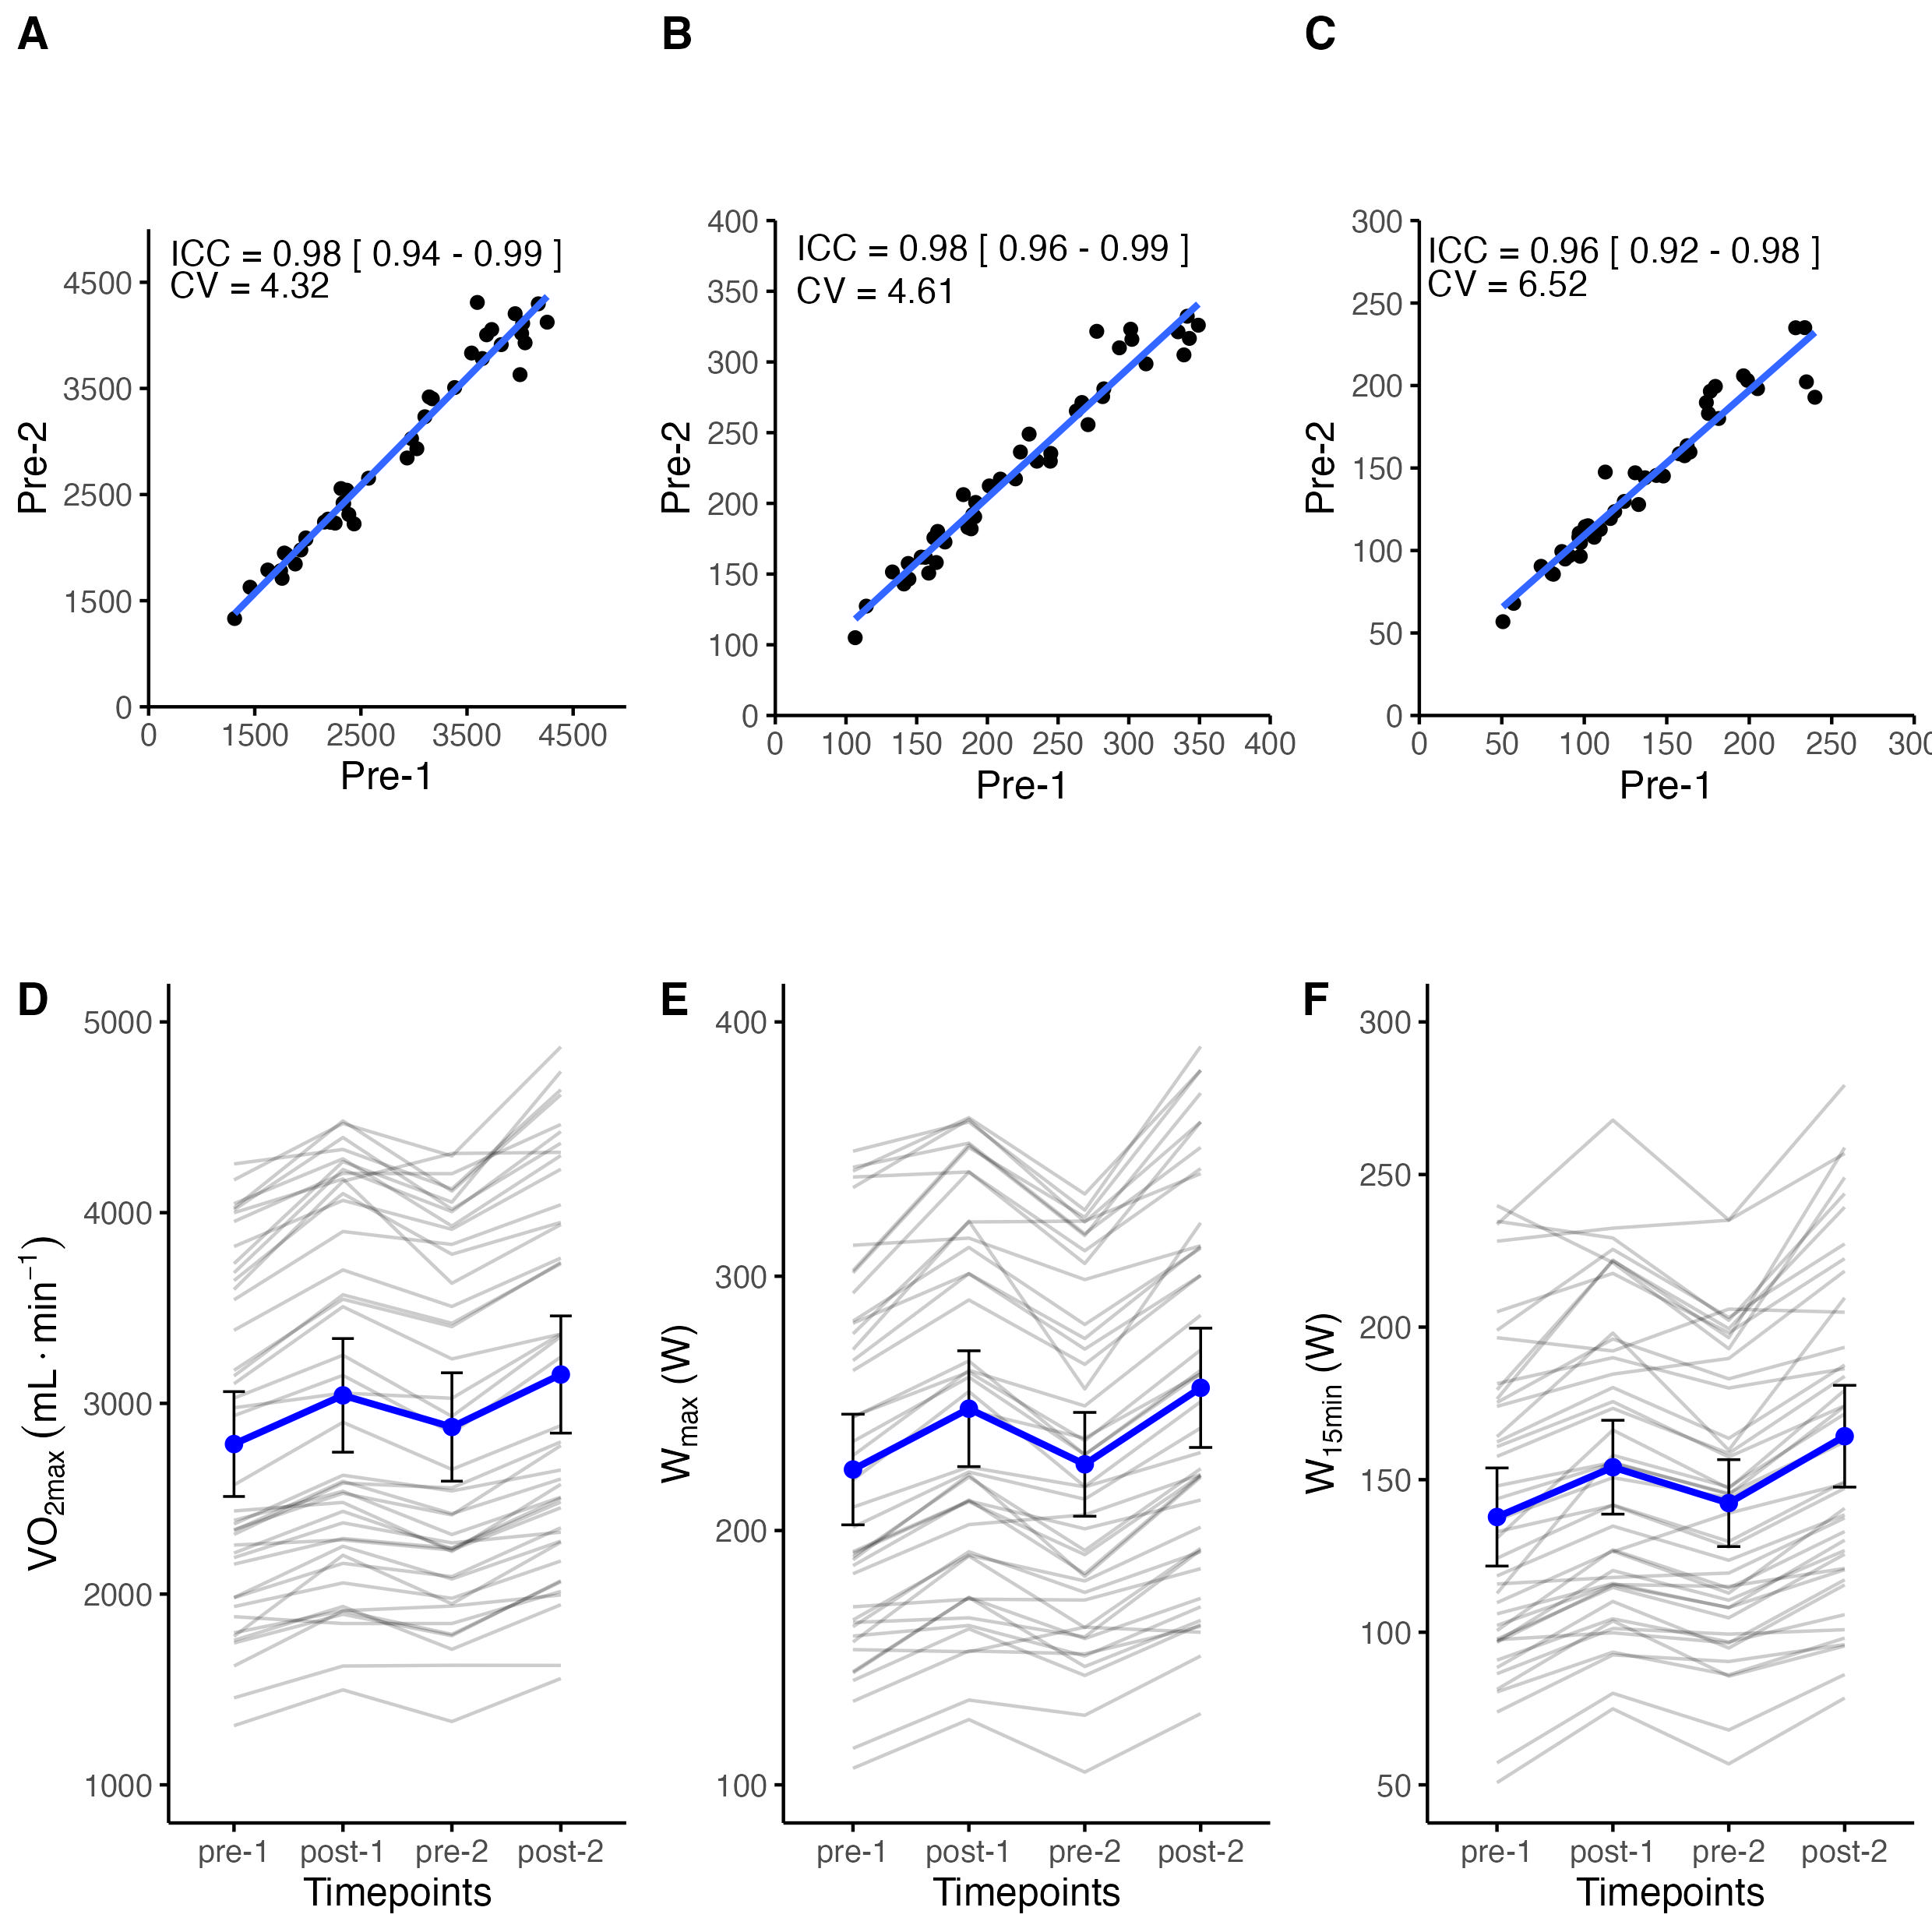 A
ICC = 0.98 [ 0.94 - 0.99 ]
CV = 4.32
4500
3500
2500
1500
0
Pre-2
0 1500 2500 3500 4500
Pre-1
B
ICC = 0.98 [ 0.96 - 0.99 ]
CV = 4.61
400
350
300
250
200
150
100
0
Pre-2
0 100 150 200 250 300 350 400
Pre-1
C
ICC = 0.96 [ 0.92 - 0.98 ]
CV = 6.52
300
250
200
150
100
50
0
Pre-2
0 50 100 150 200 250 300
Pre-1
D
5000
4000
3000
2000
1000
VO2max (mL · min−1)
pre-1 post-1 pre-2 post-2
Timepoints
E
400
300
200
100
Wmax (W)
pre-1 post-1 pre-2 post-2
Timepoints
F
300
250
200
150
100
50
W15min (W)
pre-1 post-1 pre-2 post-2
Timepoints